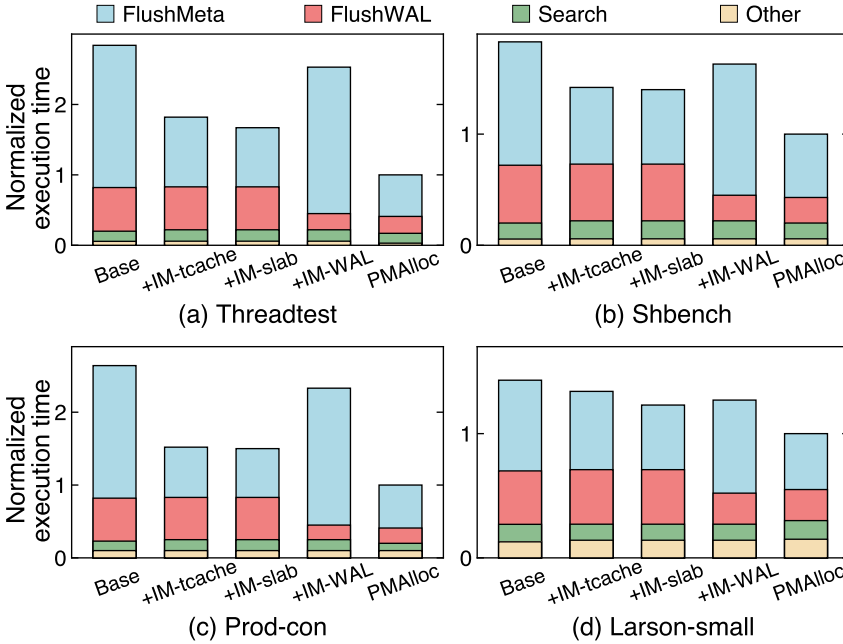 FlushMeta FlushWAL Search Other
Normalized
execution time
2
1
0
Base +IM-tcache +IM-slab +IM-WAL PMAlloc
(a) Threadtest
1
0
Base +IM-tcache +IM-slab +IM-WAL PMAlloc
(b) Shbench
Normalized
execution time
2
1
0
Base +IM-tcache +IM-slab +IM-WAL PMAlloc
(c) Prod-con
1
0
Base +IM-tcache +IM-slab +IM-WAL PMAlloc
(d) Larson-small